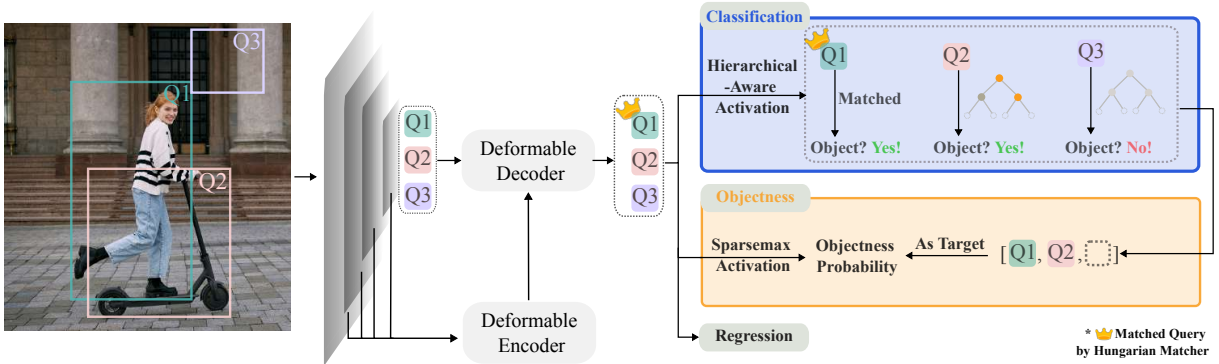 Q3
Q1
Q2
Q1
Q2
Q3
Deformable
Decoder
Deformable
Encoder
Q1
Q2
Q3
Classification
Hierarchical
-Aware
Activation
Q1
Matched
Object? Yes!
Q2
Object? Yes!
Q3
Object? No!
Objectness
Sparsemax
Activation
Objectness
Probability
As Target
[Q1, Q2, ]
Regression
* Matched Query
by Hungarian Matcher